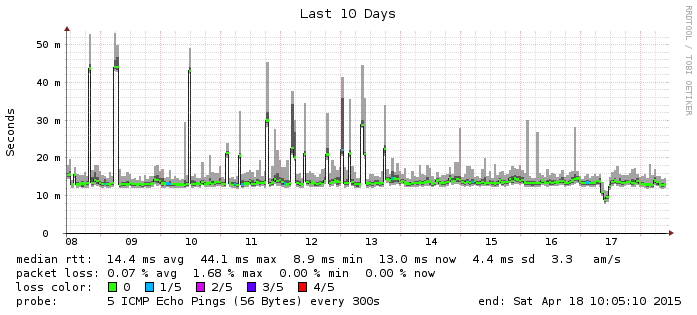 Last 10 Days
RRDTOOL / TOBI OETIKER
Seconds
50 m
40 m
30 m
20 m
10 m
0
08 09 10 11 12 13 14 15 16 17
median rtt: 14.4 ms avg 44.1 ms max 8.9 ms min 13.0 ms now 4.4 ms sd 3.3 am/s
packet loss: 0.07 % avg 1.68 % max 0.00 % min 0.00 % now
loss color: 0 1/5 2/5 3/5 4/5
probe: 5 ICMP Echo Pings (56 Bytes) every 300s end: Sat Apr 18 10:05:10 2015